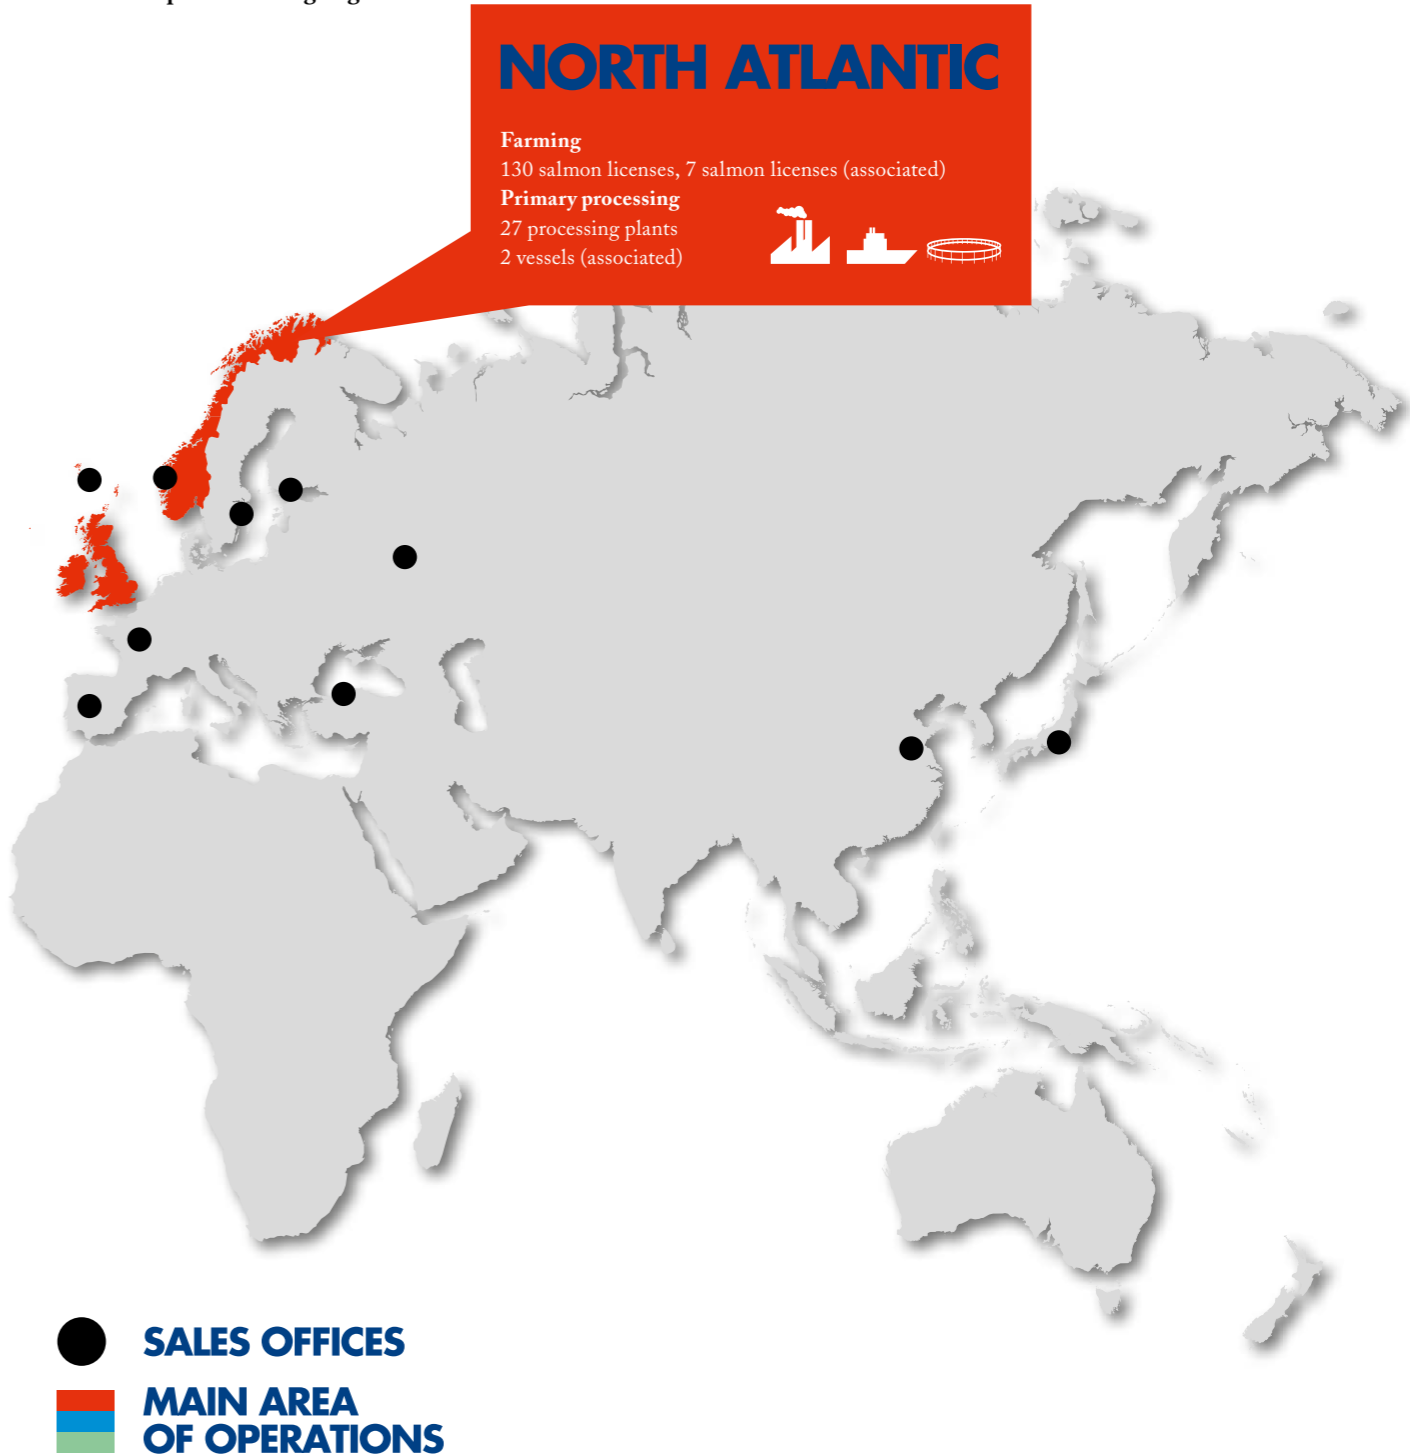 NORTH ATLANTIC
Farming
130 salmon licenses, 7 salmon licenses (associated)
Primary processing
27 processing plants
2 vessels (associated)
SALES OFFICES
MAIN AREA
OF OPERATIONS